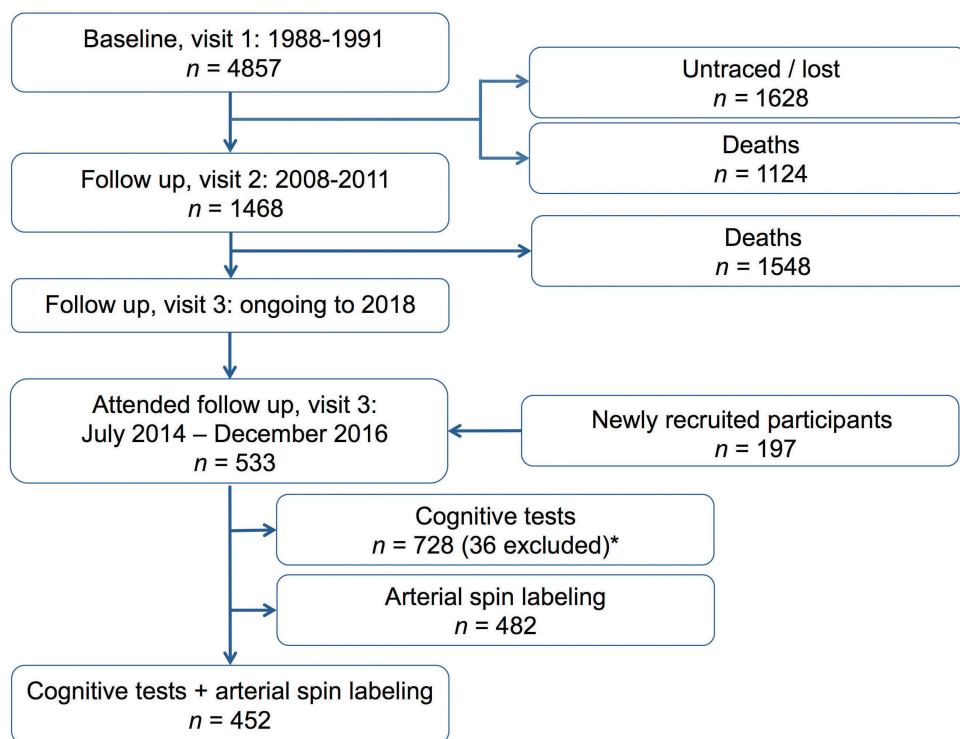 Baseline, visit 1: 1988-1991
n = 4857
Untraced / lost
n = 1628
Deaths
n = 1124
Follow up, visit 2: 2008-2011
n = 1468
Deaths
n = 1548
Follow up, visit 3: ongoing to 2018
Attended follow up, visit 3:
July 2014 – December 2016
n = 533
Newly recruited participants
n = 197
Cognitive tests
n = 728 (36 excluded)*
Arterial spin labeling
n = 482
Cognitive tests + arterial spin labeling
n = 452